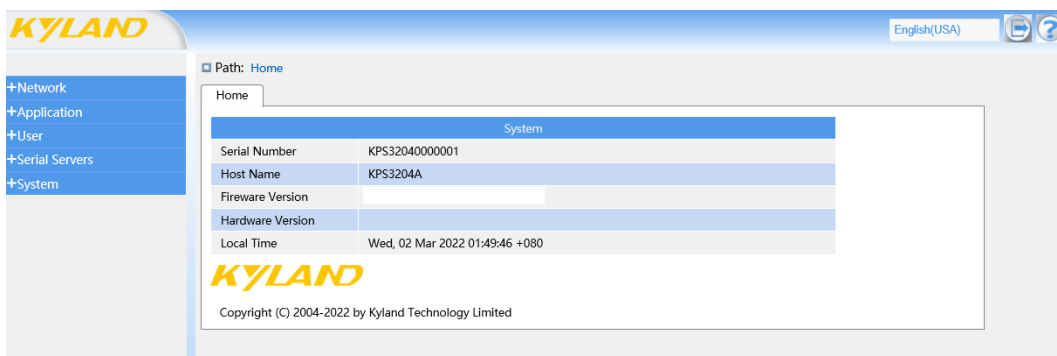 KYLAND
English(USA)
Path: Home
+Network
+Application
+User
+Serial Servers
+System
Home
System
Serial Number KPS32040000001
Host Name KPS3204A
Fireware Version
Hardware Version
Local Time Wed, 02 Mar 2022 01:49:46 +080
KYLAND
Copyright (C) 2004-2022 by Kyland Technology Limited